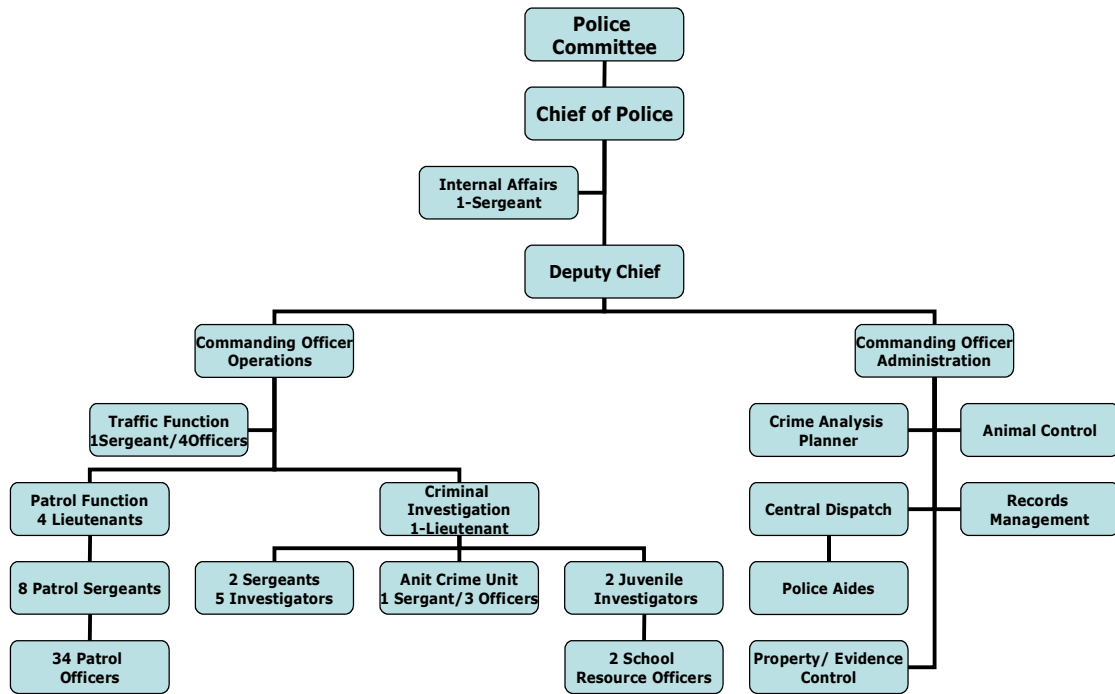 Police
Committee
Chief of Police
Internal Affairs
1-Sergeant
Deputy Chief
Commanding Officer
Operations
Commanding Officer
Administration
Traffic Function
1Sergeant/4Officers
Crime Analysis
Planner
Animal Control
Patrol Function
4 Lieutenants
Criminal
Investigation
1-Lieutenant
Central Dispatch
Records
Management
8 Patrol Sergeants
2 Sergeants
5 Investigators
Anit Crime Unit
1 Sergant/3 Officers
2 Juvenile
Investigators
Police Aides
34 Patrol
Officers
2 School
Resource Officers
Property/ Evidence
Control